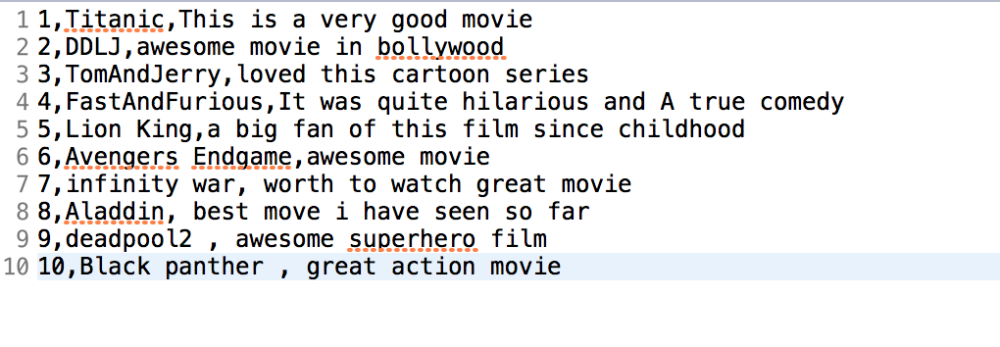 1 1,Titanic,This is a very good movie
2 2,DDLJ,awesome movie in bollywood
3 3,TomAndJerry,loved this cartoon series
4 4,FastAndFurious,It was quite hilarious and A true comedy
5 5,Lion King,a big fan of this film since childhood
6 6,Avengers Endgame,awesome movie
7 7,infinity war, worth to watch great movie
8 8,Aladdin, best move i have seen so far
9 9,deadpool2 , awesome superhero film
10 10,Black panther , great action movie